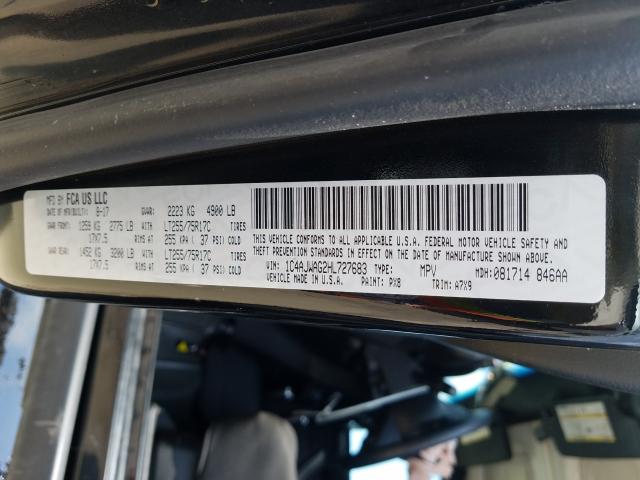 MFD BY FCA US LLC
DATE OF MFR(BUILT): 8-17 GVWR: 2223 KG 4900 LB
GAWR FRONT: 1259 KG 2775 LB WITH LT255/75R17C TIRES
17X7.5 RIMS AT 255 KPA ( 37 PSI) COLD
GAWR REAR: 1452 KG 3200 LB WITH LT255/75R17C TIRES
17X7.5 RIMS AT 255 KPA ( 37 PSI) COLD
THIS VEHICLE CONFORMS TO ALL APPLICABLE U.S.A. FEDERAL MOTOR VEHICLE SAFETY AND
THEFT PREVENTION STANDARDS IN EFFECT ON THE DATE OF MANUFACTURE SHOWN ABOVE.
VIN: 1C4AJWAG2HL727683 TYPE: MPV MDH: 081714 846AA
VEHICLE MADE IN U.S.A. PAINT: PX8 TRIM: A7X9